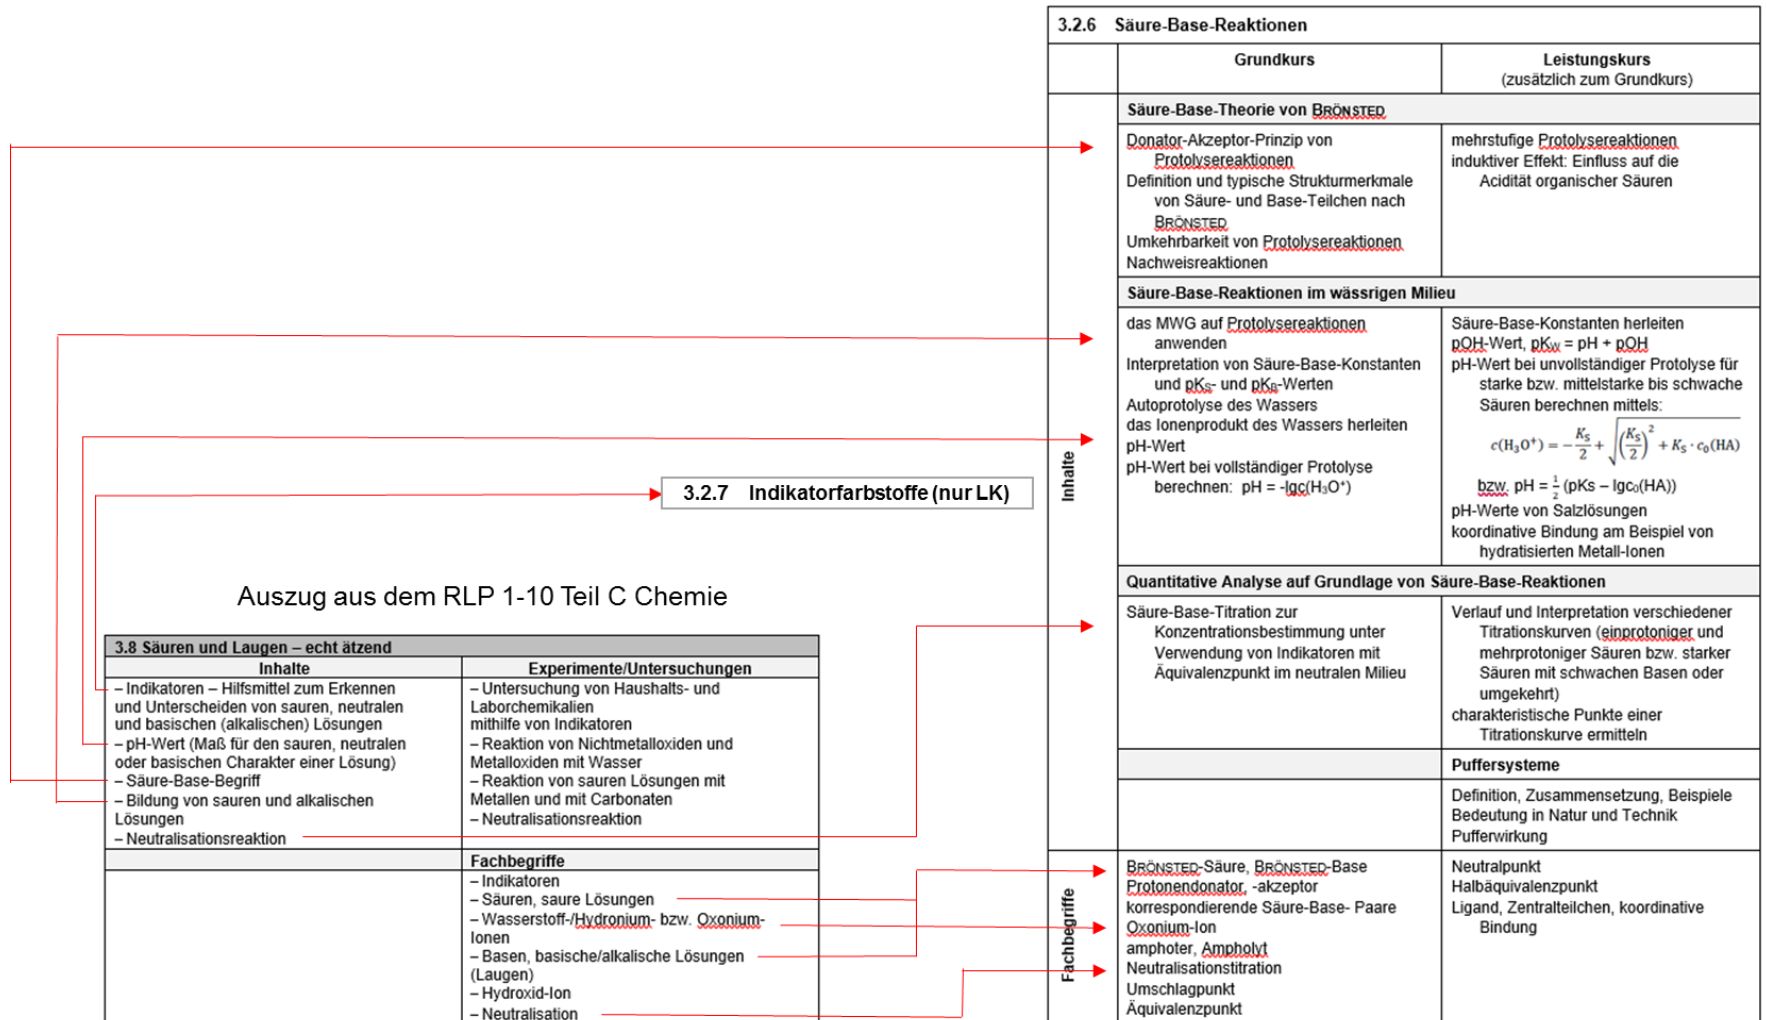 3.2.6 Säure-Base-Reaktionen
Grundkurs
Leistungskurs
(zusätzlich zum Grundkurs)
Inhalte
Säure-Base-Theorie von BRÖNSTED
Donator-Akzeptor-Prinzip von
Protolysereaktionen
Definition und typische Strukturmerkmale
von Säure- und Base-Teilchen nach
BRÖNSTED
Umkehrbarkeit von Protolysereaktionen
Nachweisreaktionen
mehrstufige Protolysereaktionen
induktiver Effekt: Einfluss auf die
Acidität organischer Säuren
Säure-Base-Reaktionen im wässrigen Milieu
das MWG auf Protolysereaktionen
anwenden
Interpretation von Säure-Base-Konstanten
und pKS- und pKB-Werten
Autoprotolyse des Wassers
das Ionenprodukt des Wassers herleiten
pH-Wert
pH-Wert bei vollständiger Protolyse
berechnen: pH = -lgc(H₃O⁺)
Säure-Base-Konstanten herleiten
pOH-Wert, pKW = pH + pOH
pH-Wert bei unvollständiger Protolyse für
starke bzw. mittelstarke bis schwache
Säuren berechnen mittels:
c(H₃O⁺) = −KS/2 + √((KS/2)² + KS · c₀(HA))
bzw. pH = ½ (pKs – lgc₀(HA))
pH-Werte von Salzlösungen
koordinative Bindung am Beispiel von
hydratisierten Metall-Ionen
Quantitative Analyse auf Grundlage von Säure-Base-Reaktionen
Säure-Base-Titration zur
Konzentrationsbestimmung unter
Verwendung von Indikatoren mit
Äquivalenzpunkt im neutralen Milieu
Verlauf und Interpretation verschiedener
Titrationskurven (einprotoniger und
mehrprotoniger Säuren bzw. starker
Säuren mit schwachen Basen oder
umgekehrt)
charakteristische Punkte einer
Titrationskurve ermitteln
Puffersysteme
Definition, Zusammensetzung, Beispiele
Bedeutung in Natur und Technik
Pufferwirkung
Fachbegriffe
BRÖNSTED-Säure, BRÖNSTED-Base
Protonendonator, -akzeptor
korrespondierende Säure-Base- Paare
Oxonium-Ion
amphoter, Ampholyt
Neutralisationstitration
Umschlagpunkt
Äquivalenzpunkt
Neutralpunkt
Halbäquivalenzpunkt
Ligand, Zentralteilchen, koordinative
Bindung
3.2.7 Indikatorfarbstoffe (nur LK)
Auszug aus dem RLP 1-10 Teil C Chemie
3.8 Säuren und Laugen – echt ätzend
Inhalte
Experimente/Untersuchungen
– Indikatoren – Hilfsmittel zum Erkennen
und Unterscheiden von sauren, neutralen
und basischen (alkalischen) Lösungen
– pH-Wert (Maß für den sauren, neutralen
oder basischen Charakter einer Lösung)
– Säure-Base-Begriff
– Bildung von sauren und alkalischen
Lösungen
– Neutralisationsreaktion
– Untersuchung von Haushalts- und
Laborchemikalien
mithilfe von Indikatoren
– Reaktion von Nichtmetalloxiden und
Metalloxiden mit Wasser
– Reaktion von sauren Lösungen mit
Metallen und mit Carbonaten
– Neutralisationsreaktion
Fachbegriffe
– Indikatoren
– Säuren, saure Lösungen
– Wasserstoff-/Hydronium- bzw. Oxonium-
Ionen
– Basen, basische/alkalische Lösungen
(Laugen)
– Hydroxid-Ion
– Neutralisation